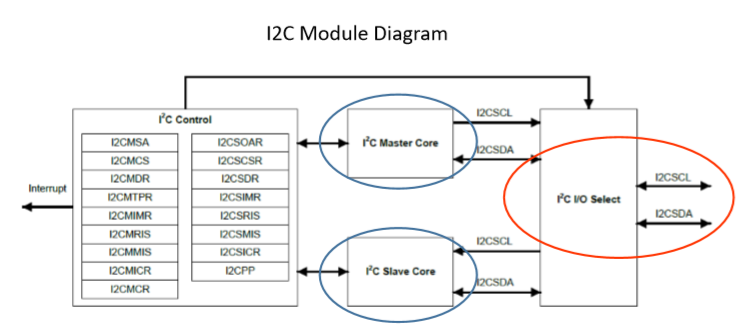 I2C Module Diagram
I²C Control
I2CMSA
I2CMCS
I2CMDR
I2CMTPR
I2CMIMR
I2CMRIS
I2CMMIS
I2CMICR
I2CMCR
I2CSOAR
I2CSCSR
I2CSDR
I2CSIMR
I2CSRIS
I2CSMIS
I2CSICR
I2CPP
Interrupt
I²C Master Core
I2CSCL
I2CSDA
I²C Slave Core
I2CSCL
I2CSDA
I²C I/O Select
I2CSCL
I2CSDA